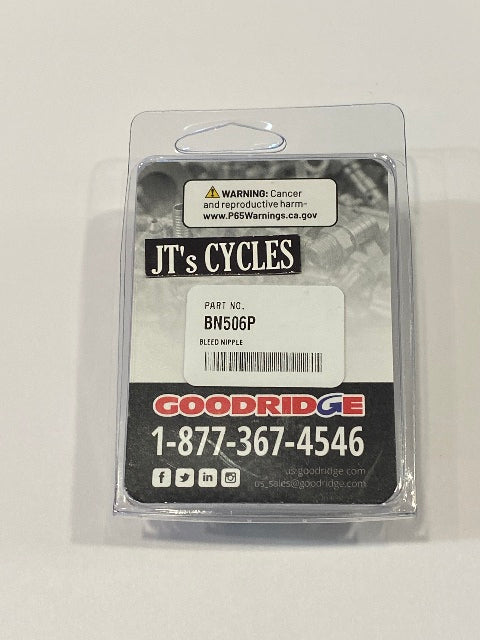 WARNING: Cancer
and reproductive harm-
www.P65Warnings.ca.gov
JT's CYCLES
PART NO.
BN506P
BLEED NIPPLE
GOODRIDGE
1-877-367-4546
us.goodridge.com
us_sales@goodridge.com